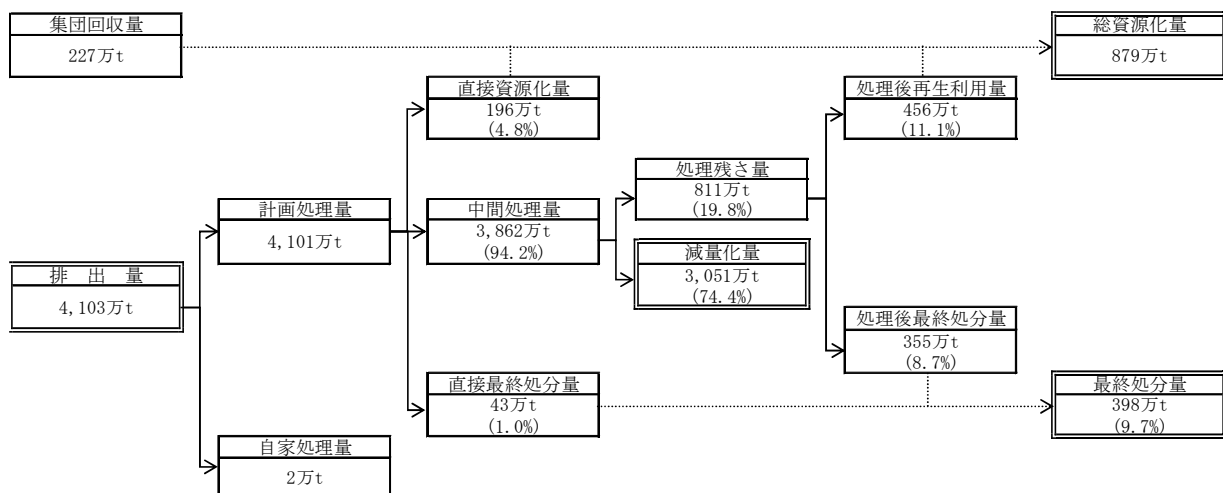 集団回収量
227万t
総資源化量
879万t
直接資源化量
196万t
(4.8%)
処理後再生利用量
456万t
(11.1%)
処理残さ量
811万t
(19.8%)
計画処理量
4,101万t
中間処理量
3,862万t
(94.2%)
減量化量
3,051万t
(74.4%)
排　出　量
4,103万t
処理後最終処分量
355万t
(8.7%)
直接最終処分量
43万t
(1.0%)
最終処分量
398万t
(9.7%)
自家処理量
2万t